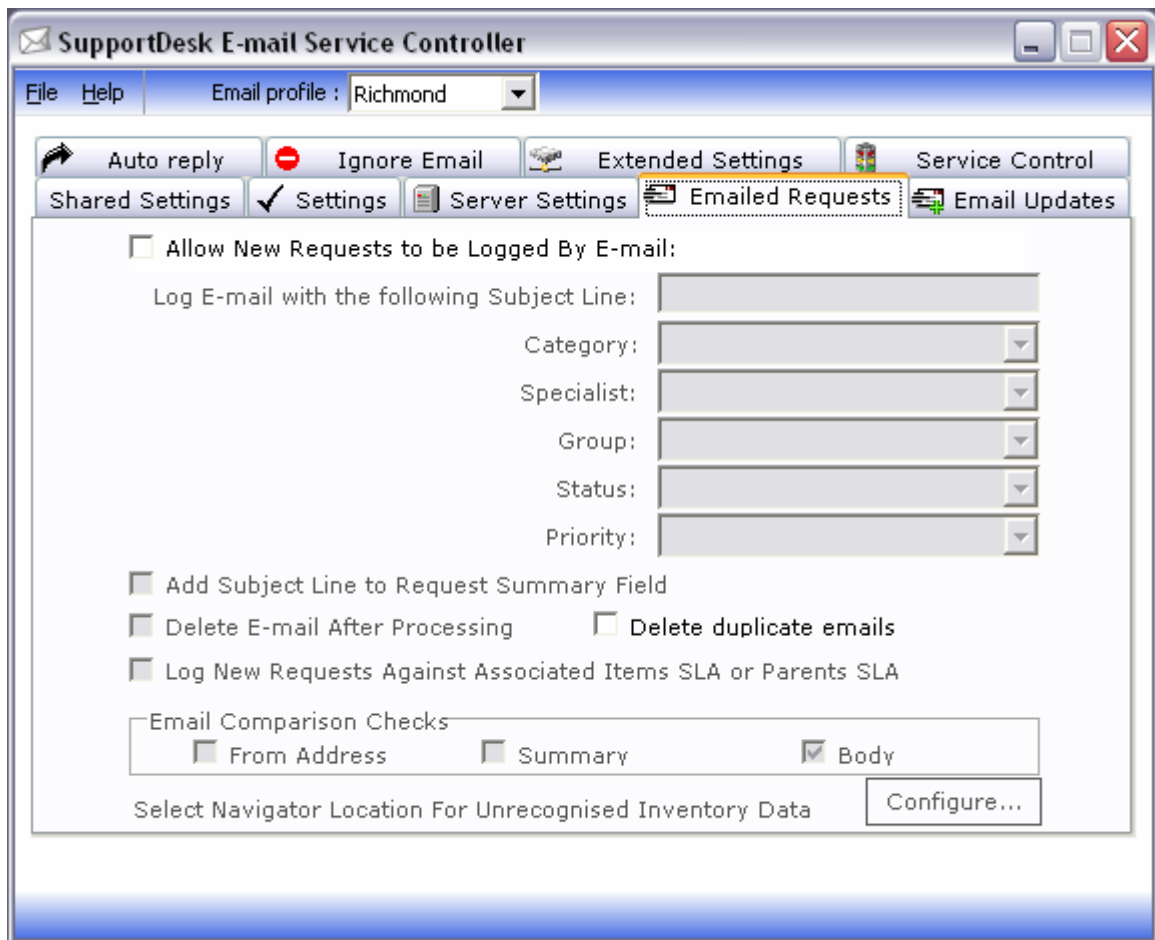 SupportDesk E-mail Service Controller
File Help Email profile : Richmond
Auto reply Ignore Email Extended Settings Service Control
Shared Settings Settings Server Settings Emailed Requests Email Updates
Allow New Requests to be Logged By E-mail:
Log E-mail with the following Subject Line:
Category:
Specialist:
Group:
Status:
Priority:
Add Subject Line to Request Summary Field
Delete E-mail After Processing Delete duplicate emails
Log New Requests Against Associated Items SLA or Parents SLA
Email Comparison Checks
From Address Summary Body
Select Navigator Location For Unrecognised Inventory Data Configure...